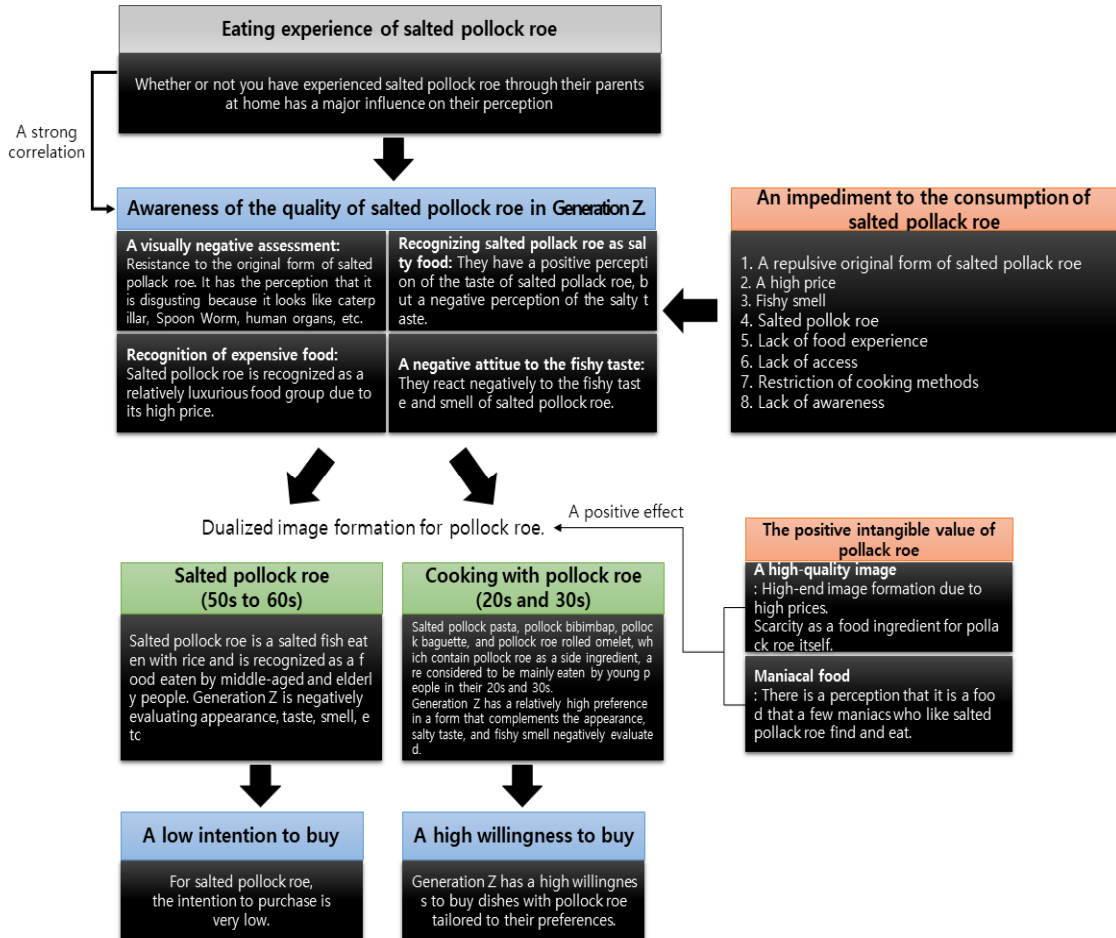 Eating experience of salted pollock roe
Whether or not you have experienced salted pollock roe through their parents
at home has a major influence on their perception
A strong
correlation
Awareness of the quality of salted pollock roe in Generation Z.
A visually negative assessment:
Resistance to the original form of salted
pollack roe. It has the perception that it
is disgusting because it looks like caterp
illar, Spoon Worm, human organs, etc.
Recognizing salted pollack roe as sal
ty food: They have a positive percepti
on of the taste of salted pollack roe, b
ut a negative perception of the salty t
aste.
Recognition of expensive food:
Salted pollock roe is recognized as a
relatively luxurious food group due to
its high price.
A negative attitue to the fishy taste:
They react negatively to the fishy tast
e and smell of salted pollock roe.
An impediment to the consumption of
salted pollack roe
1. A repulsive original form of salted pollack roe
2. A high price
3. Fishy smell
4. Salted pollok roe
5. Lack of food experience
6. Lack of access
7. Restriction of cooking methods
8. Lack of awareness
A positive effect
Dualized image formation for pollock roe.
The positive intangible value of
pollack roe
A high-quality image
: High-end image formation due to
high prices.
Scarcity as a food ingredient for polla
ck roe itself.
Maniacal food
: There is a perception that it is a foo
d that a few maniacs who like salted
pollack roe find and eat.
Salted pollock roe
(50s to 60s)
Salted pollock roe is a salted fish eat
en with rice and is recognized as a f
ood eaten by middle-aged and elderl
y people. Generation Z is negatively
evaluating appearance, taste, smell, e
tc
Cooking with pollock roe
(20s and 30s)
Salted pollock pasta, pollock bibimbap, polloc
k baguette, and pollock roe rolled omelet, wh
ich contain pollock roe as a side ingredient, a
re considered to be mainly eaten by young p
eople in their 20s and 30s.
Generation Z has a relatively high preference
in a form that complements the appearance,
salty taste, and fishy smell negatively evaluate
d.
A low intention to buy
For salted pollock roe,
the intention to purchase is
very low.
A high willingness to buy
Generation Z has a high willingnes
s to buy dishes with pollock roe
tailored to their preferences.